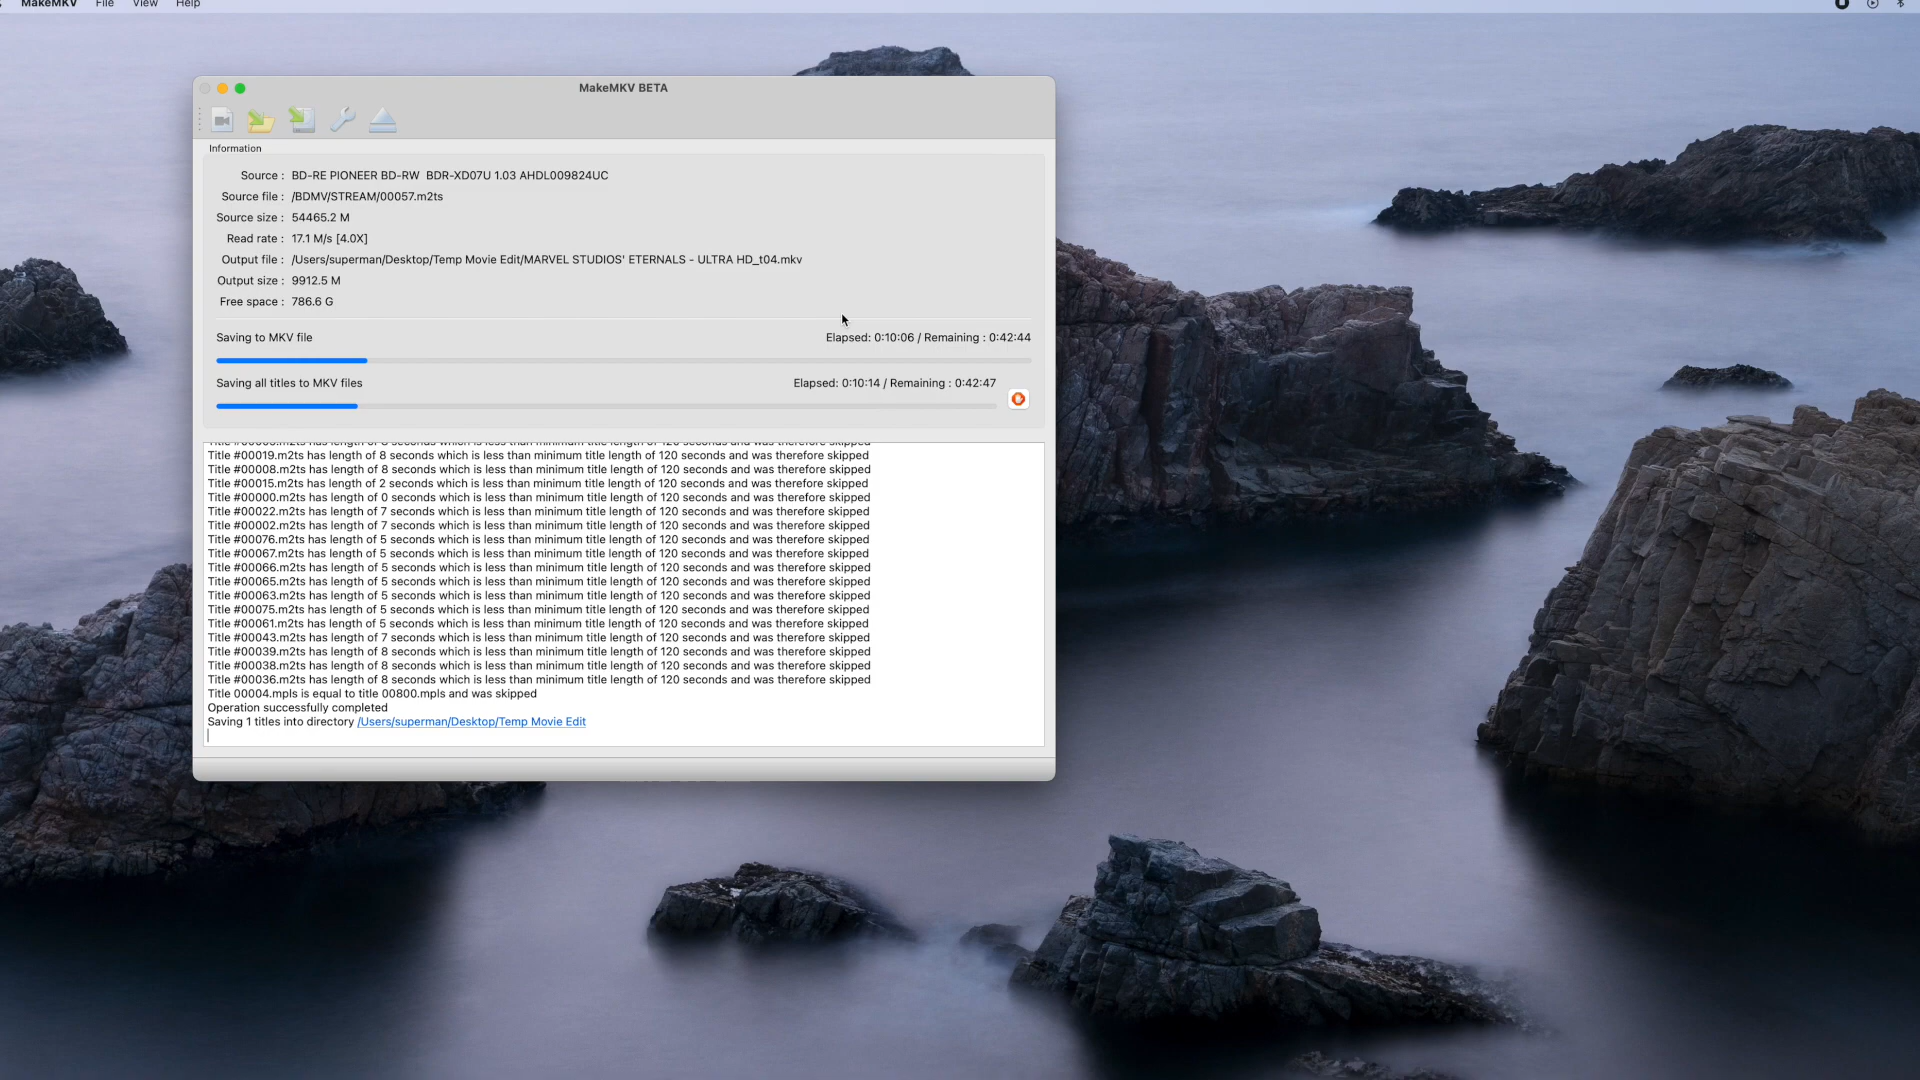 MakeMKV File View Help
MakeMKV BETA
Information
Source : BD-RE PIONEER BD-RW BDR-XD07U 1.03 AHDL009824UC
Source file : /BDMV/STREAM/00057.m2ts
Source size : 54465.2 M
Read rate : 17.1 M/s [4.0X]
Output file : /Users/superman/Desktop/Temp Movie Edit/MARVEL STUDIOS' ETERNALS - ULTRA HD_t04.mkv
Output size : 9912.5 M
Free space : 786.6 G
Saving to MKV file Elapsed: 0:10:06 / Remaining : 0:42:44
Saving all titles to MKV files Elapsed: 0:10:14 / Remaining : 0:42:47
seconds which is less than minimum title length of 120 seconds and was therefore skipped
Title #00019.m2ts has length of 8 seconds which is less than minimum title length of 120 seconds and was therefore skipped
Title #00008.m2ts has length of 8 seconds which is less than minimum title length of 120 seconds and was therefore skipped
Title #00015.m2ts has length of 2 seconds which is less than minimum title length of 120 seconds and was therefore skipped
Title #00000.m2ts has length of 0 seconds which is less than minimum title length of 120 seconds and was therefore skipped
Title #00022.m2ts has length of 7 seconds which is less than minimum title length of 120 seconds and was therefore skipped
Title #00002.m2ts has length of 7 seconds which is less than minimum title length of 120 seconds and was therefore skipped
Title #00076.m2ts has length of 5 seconds which is less than minimum title length of 120 seconds and was therefore skipped
Title #00067.m2ts has length of 5 seconds which is less than minimum title length of 120 seconds and was therefore skipped
Title #00066.m2ts has length of 5 seconds which is less than minimum title length of 120 seconds and was therefore skipped
Title #00065.m2ts has length of 5 seconds which is less than minimum title length of 120 seconds and was therefore skipped
Title #00063.m2ts has length of 5 seconds which is less than minimum title length of 120 seconds and was therefore skipped
Title #00075.m2ts has length of 5 seconds which is less than minimum title length of 120 seconds and was therefore skipped
Title #00061.m2ts has length of 5 seconds which is less than minimum title length of 120 seconds and was therefore skipped
Title #00043.m2ts has length of 7 seconds which is less than minimum title length of 120 seconds and was therefore skipped
Title #00039.m2ts has length of 8 seconds which is less than minimum title length of 120 seconds and was therefore skipped
Title #00038.m2ts has length of 8 seconds which is less than minimum title length of 120 seconds and was therefore skipped
Title #00036.m2ts has length of 8 seconds which is less than minimum title length of 120 seconds and was therefore skipped
Title 00004.mpls is equal to title 00800.mpls and was skipped
Operation successfully completed
Saving 1 titles into directory /Users/superman/Desktop/Temp Movie Edit